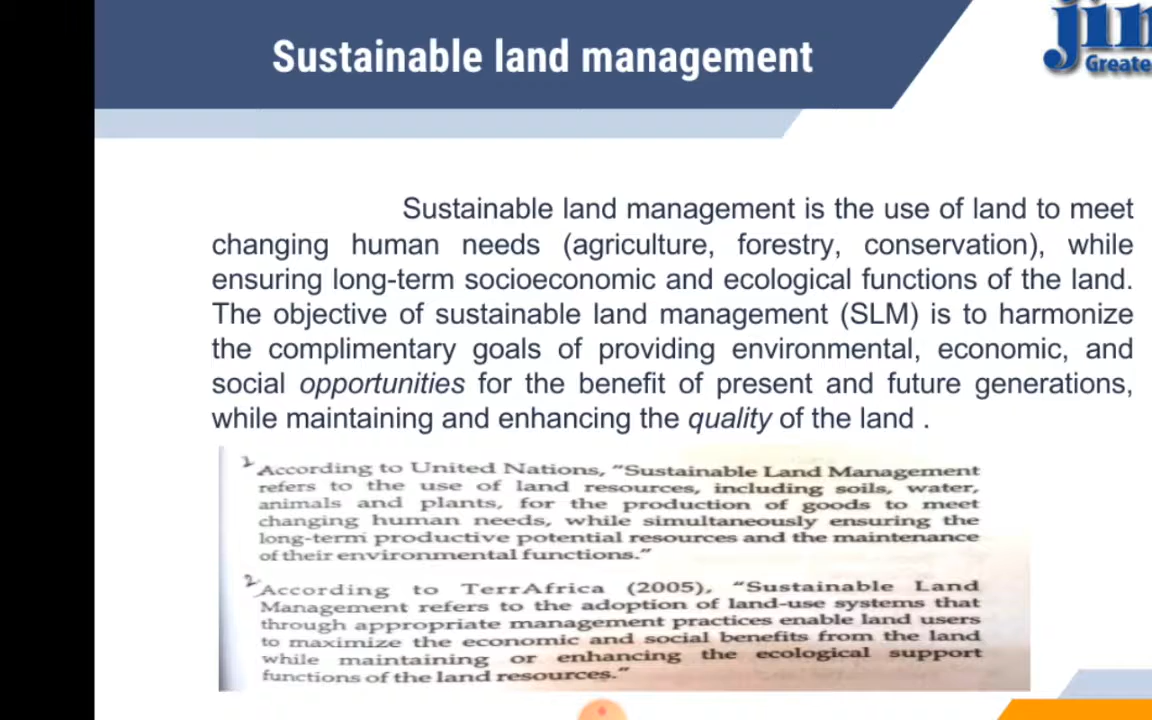 Sustainable land management
jin
Greate
Sustainable land management is the use of land to meet
changing human needs (agriculture, forestry, conservation), while
ensuring long-term socioeconomic and ecological functions of the land.
The objective of sustainable land management (SLM) is to harmonize
the complimentary goals of providing environmental, economic, and
social opportunities for the benefit of present and future generations,
while maintaining and enhancing the quality of the land .
1 According to United Nations, “Sustainable Land Management
refers to the use of land resources, including soils, water,
animals and plants, for the production of goods to meet
changing human needs, while simultaneously ensuring the
long-term productive potential resources and the maintenance
of their environmental functions.”
2 According to TerrAfrica (2005), “Sustainable Land
Management refers to the adoption of land-use systems that
through appropriate management practices enable land users
to maximize the economic and social benefits from the land
while maintaining or enhancing the ecological support
functions of the land resources.”